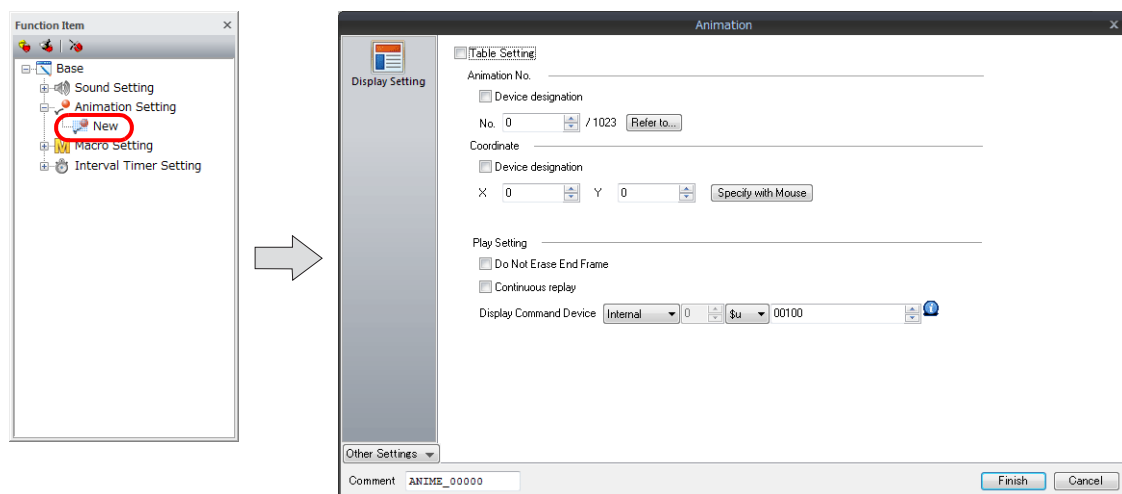 Function Item
Base
Sound Setting
Animation Setting
New
Macro Setting
Interval Timer Setting
Animation
Display Setting
Table Setting
Animation No.
Device designation
No. 0 / 1023 Refer to...
Coordinate
Device designation
X 0 Y 0 Specify with Mouse
Play Setting
Do Not Erase End Frame
Continuous replay
Display Command Device Internal 0 $u 00100
Other Settings
Comment ANIME_00000 Finish Cancel